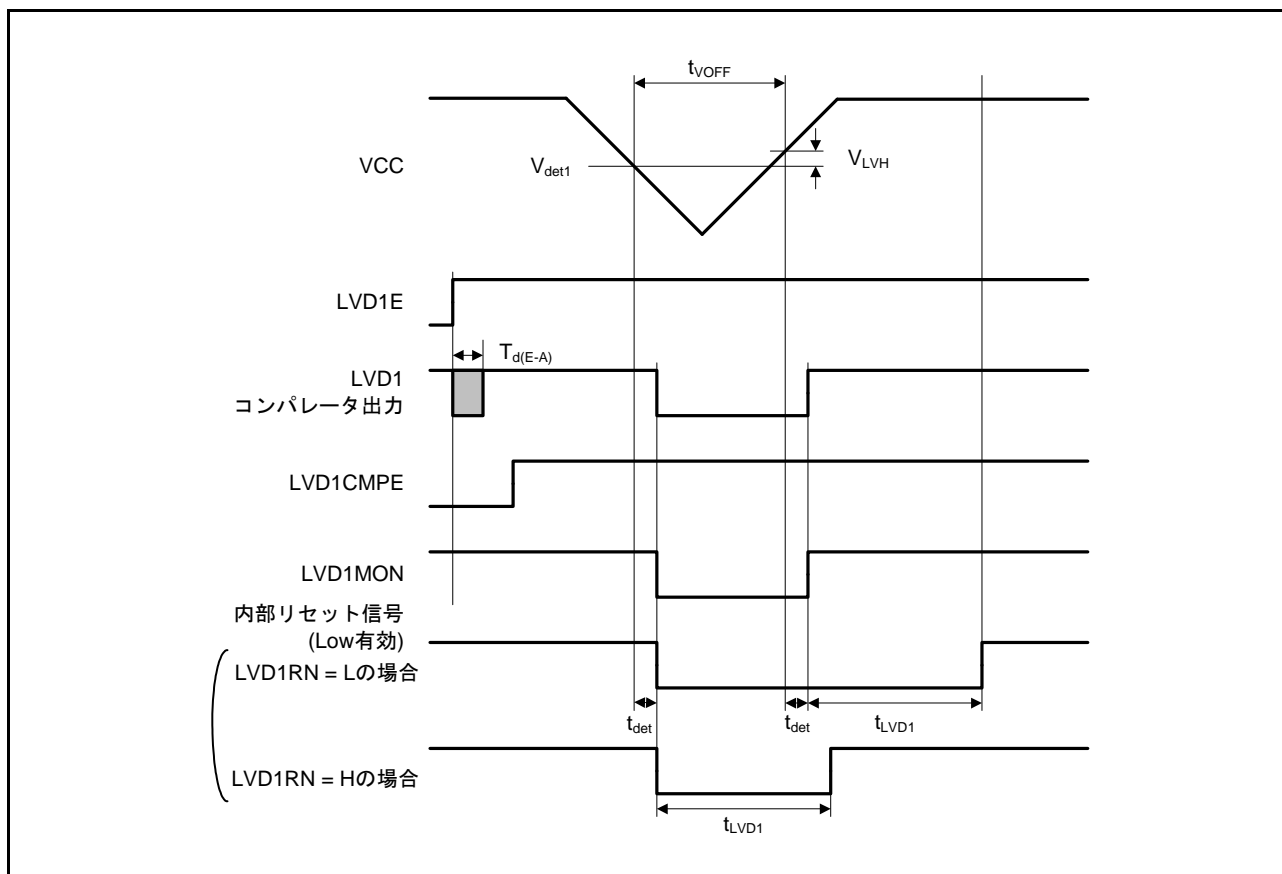 tVOFF
VCC
Vdet1
VLVH
LVD1E
Td(E-A)
LVD1
コンパレータ出力
LVD1CMPE
LVD1MON
内部リセット信号
(Low有効)
LVD1RN = Lの場合
tdet
tdet
tLVD1
LVD1RN = Hの場合
tLVD1